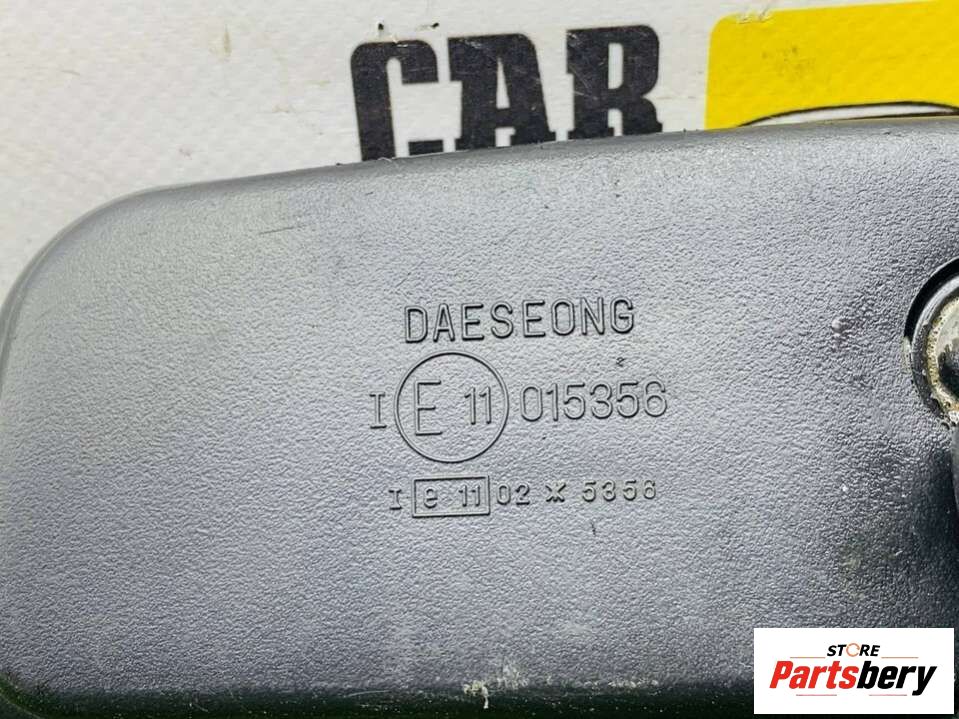 CAR
DAESEONG
I E 11 015356
I e 11 02 * 5356
STORE
Partsbery